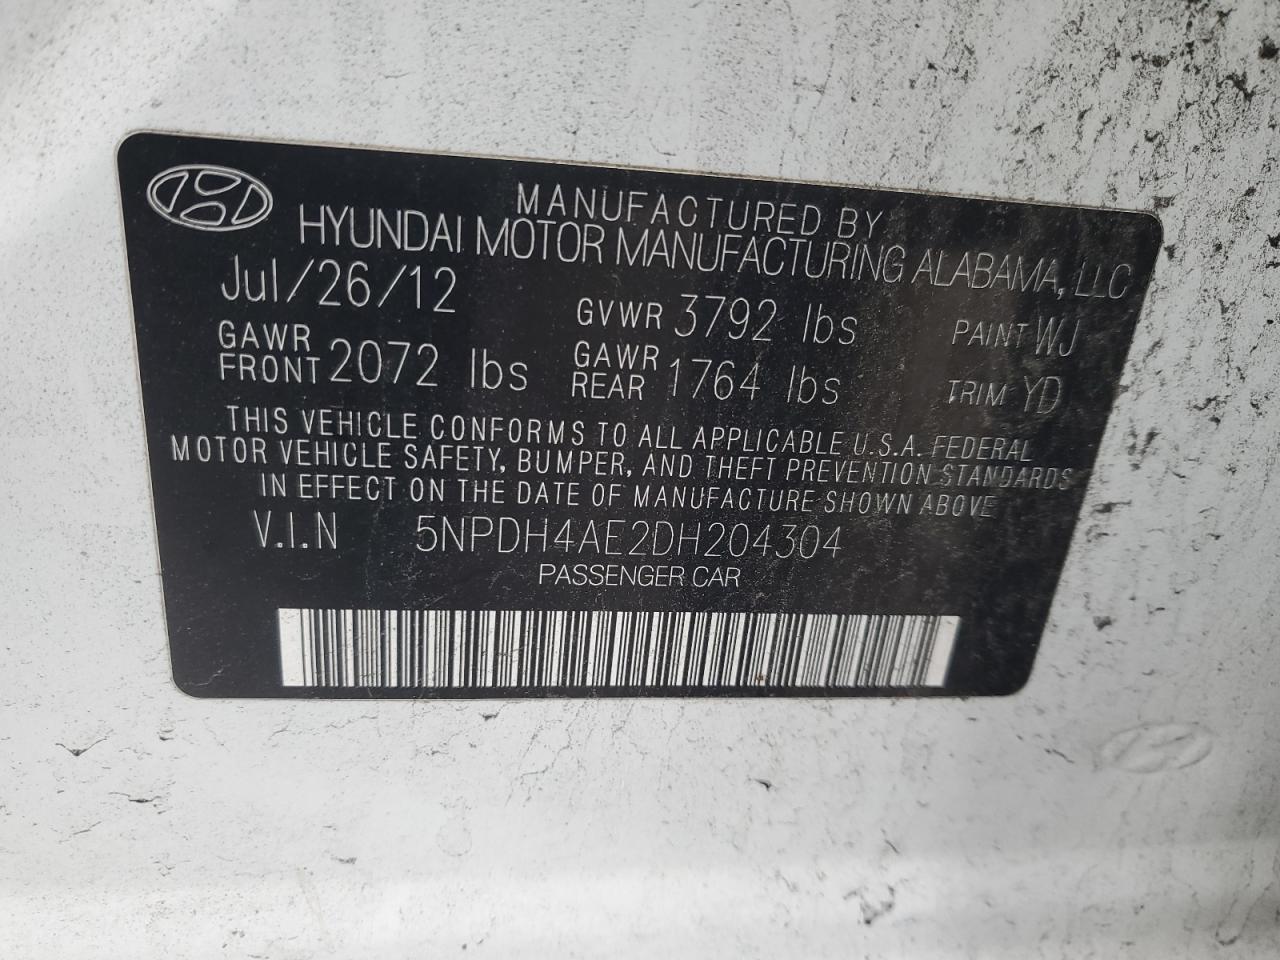 MANUFACTURED BY
HYUNDAI MOTOR MANUFACTURING ALABAMA, LLC
Jul/26/12 GVWR 3792 lbs PAINT WJ
GAWR FRONT 2072 lbs GAWR REAR 1764 lbs TRIM YD
THIS VEHICLE CONFORMS TO ALL APPLICABLE U.S.A. FEDERAL
MOTOR VEHICLE SAFETY, BUMPER, AND THEFT PREVENTION STANDARDS
IN EFFECT ON THE DATE OF MANUFACTURE SHOWN ABOVE
V.I.N 5NPDH4AE2DH204304
PASSENGER CAR